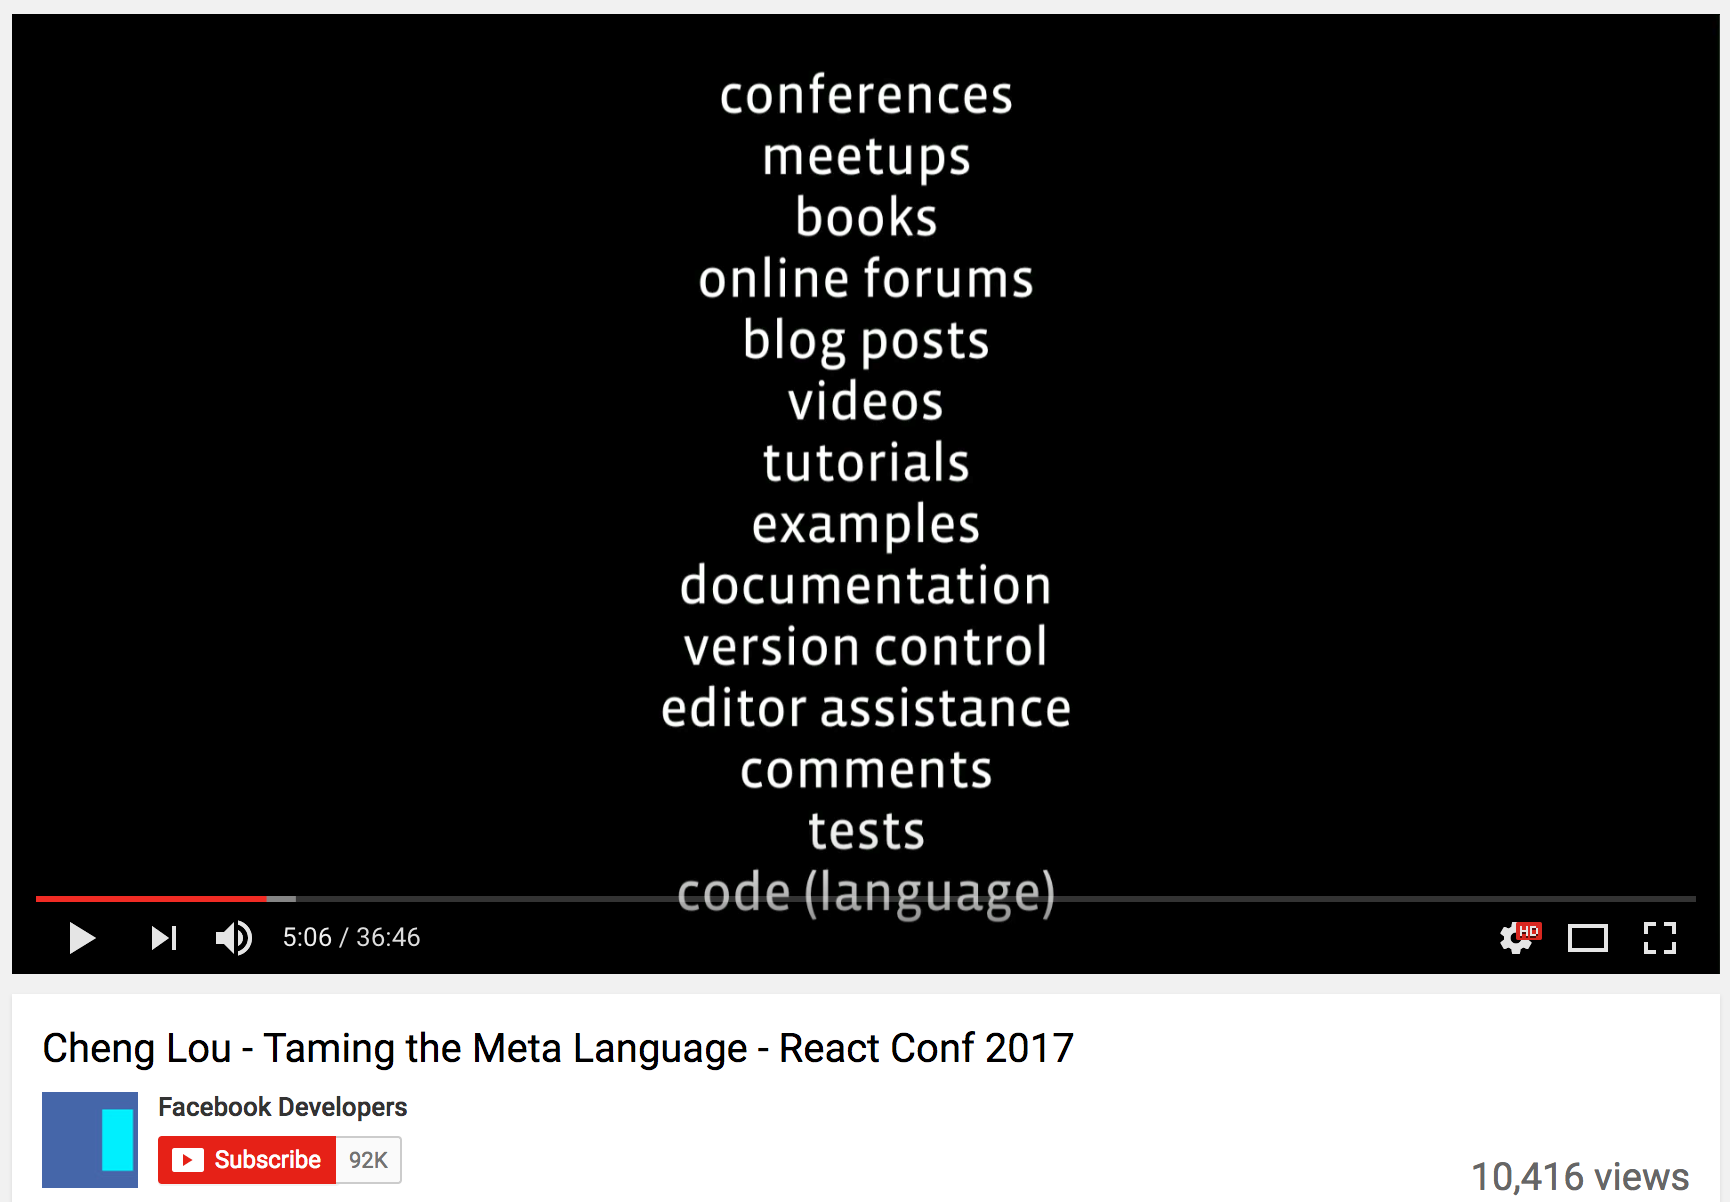 conferences
meetups
books
online forums
blog posts
videos
tutorials
examples
documentation
version control
editor assistance
comments
tests
code (language)
5:06 / 36:46
HD
Cheng Lou - Taming the Meta Language - React Conf 2017
Facebook Developers
Subscribe 92K
10,416 views